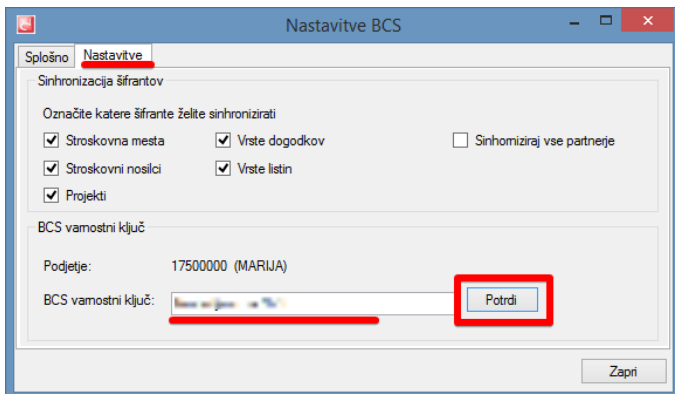 Nastavitve BCS
Splošno Nastavitve
Sinhronizacija šifrantov
Označite katere šifrante želite sinhronizirati
Stroskovna mesta Vrste dogodkov Sinhorniziraj vse partnerje
Stroskovni nosilci Vrste listin
Projekti
BCS varnostni ključ
Podjetje: 17500000 (MARIJA)
BCS varnostni ključ: Potrdi
Zapri